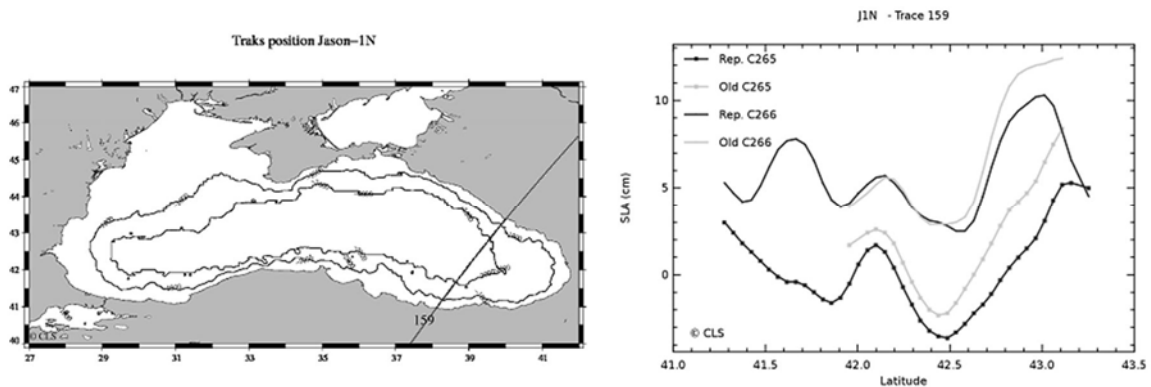 Traks position Jason-1N
47
46
45
44
43
42
41
40
27 29 31 33 35 37 39 41
159
© CLS
J1N - Trace 159
Rep. C265
Old C265
Rep. C266
Old C266
SLA (cm)
10
5
0
© CLS
41.0 41.5 42.0 42.5 43.0 43.5
Latitude